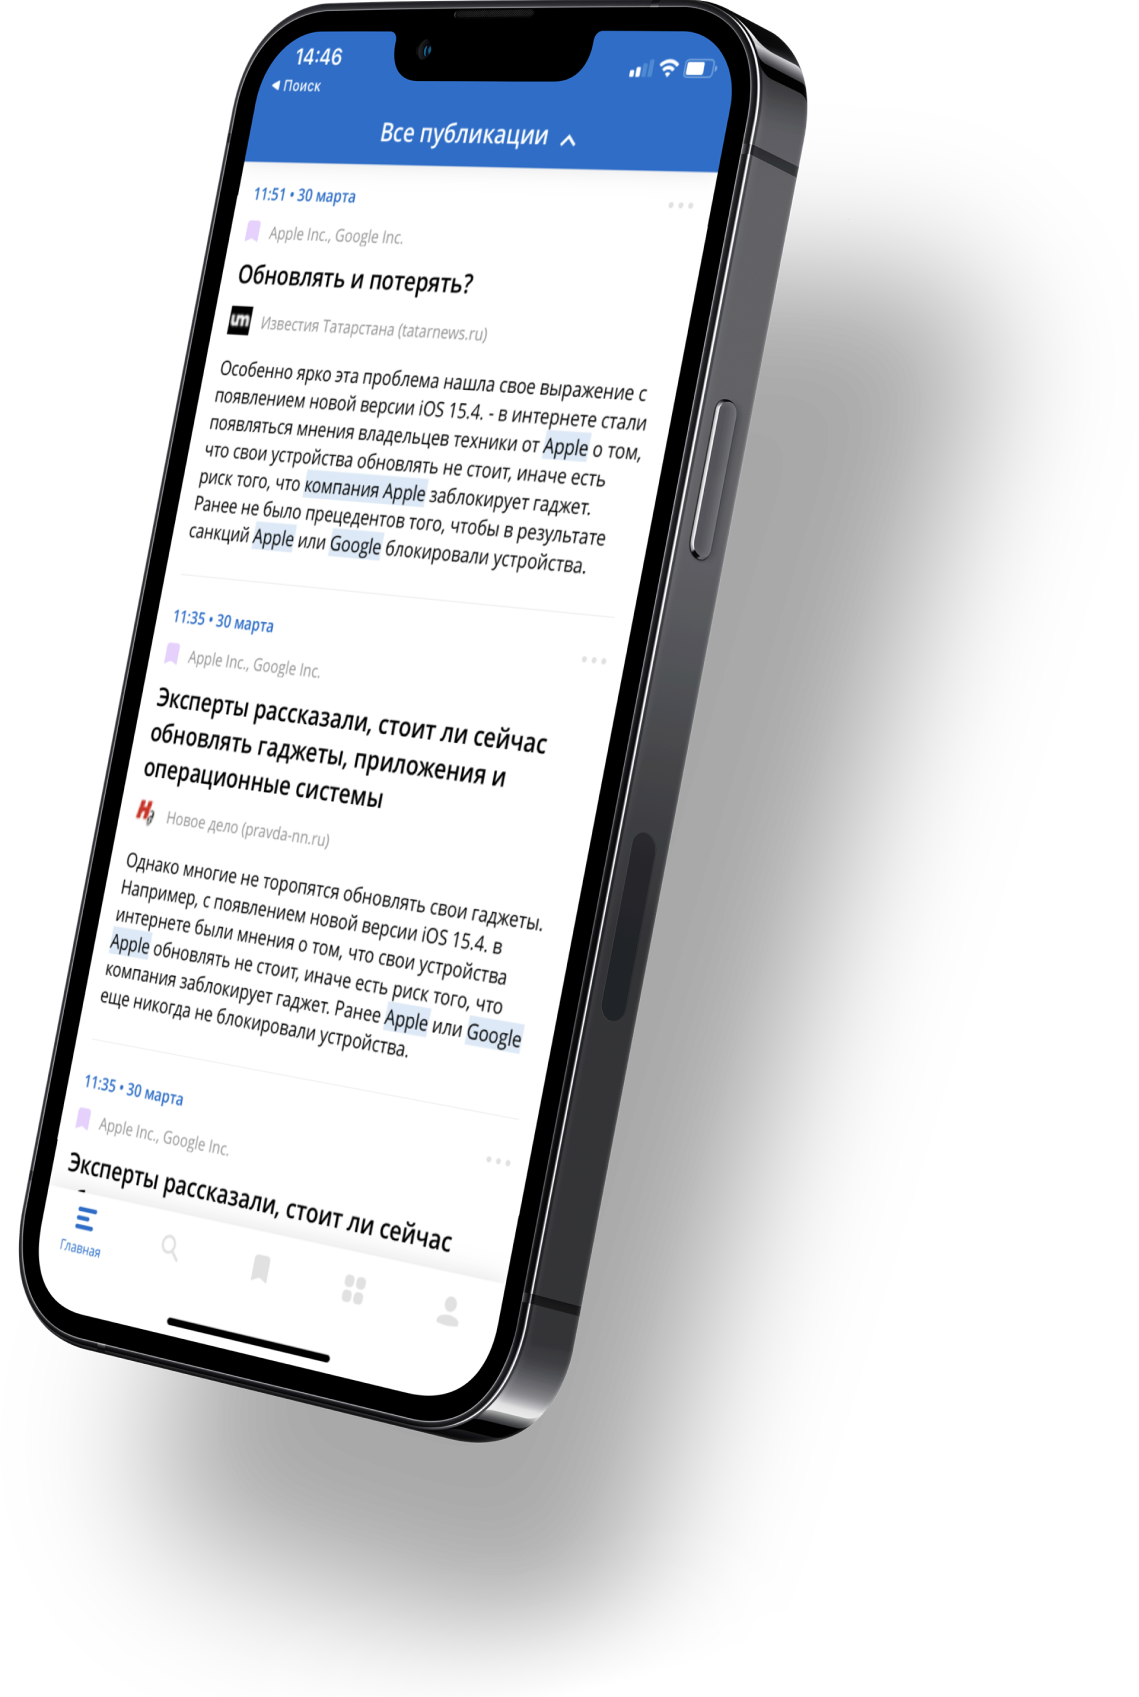 14:46
Поиск
Все публикации
11:51 • 30 марта
Apple Inc., Google Inc.
Обновлять и потерять?
um
Известия Татарстана (tatarnews.ru)
Особенно ярко эта проблема нашла свое выражение с
появлением новой версии iOS 15.4. - в интернете стали
появляться мнения владельцев техники от Apple о том,
что свои устройства обновлять не стоит, иначе есть
риск того, что компания Apple заблокирует гаджет.
Ранее не было прецедентов того, чтобы в результате
санкций Apple или Google блокировали устройства.
11:35 • 30 марта
Apple Inc., Google Inc.
Эксперты рассказали, стоит ли сейчас
обновлять гаджеты, приложения и
операционные системы
Новое дело (pravda-nn.ru)
Однако многие не торопятся обновлять свои гаджеты.
Например, с появлением новой версии iOS 15.4. в
интернете были мнения о том, что свои устройства
Apple обновлять не стоит, иначе есть риск того, что
компания заблокирует гаджет. Ранее Apple или Google
еще никогда не блокировали устройства.
11:35 • 30 марта
Apple Inc., Google Inc.
Эксперты рассказали, стоит ли сейчас
Главная